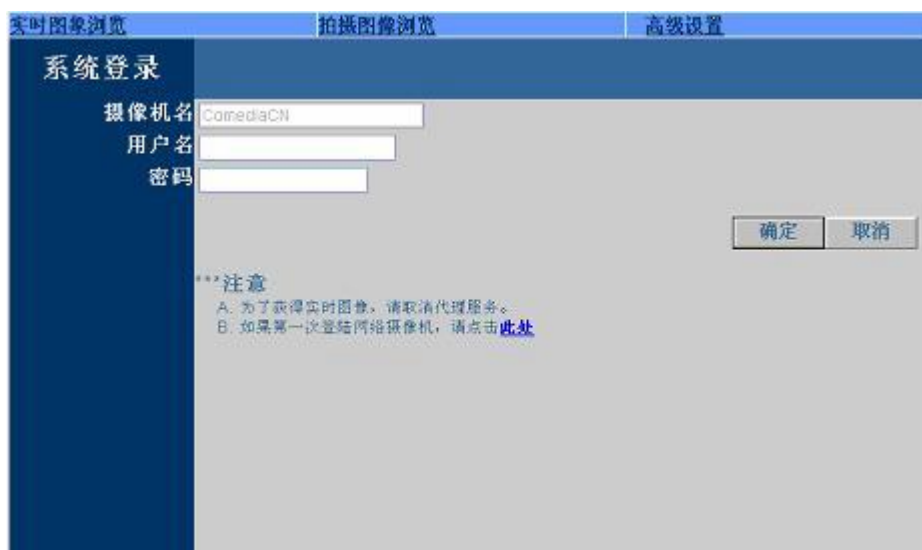 实时图象浏览 拍摄图像浏览 高级设置
系统登录
摄像机名 ComediaCN
用户名
密码
确定 取消
***注意
A. 为了获得实时图像，请取消代理服务。
B. 如果第一次登陆网络摄像机，请点击此处